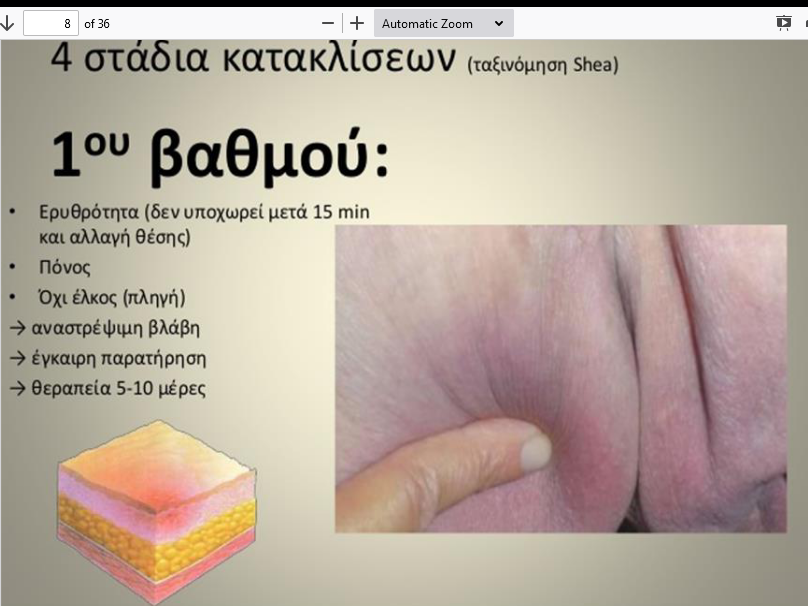 8 of 36
Automatic Zoom
4 στάδια κατακλίσεων (ταξινόμηση Shea)
1ου βαθμού:
• Ερυθρότητα (δεν υποχωρεί μετά 15 min
και αλλαγή θέσης)
• Πόνος
• Όχι έλκος (πληγή)
→ αναστρέψιμη βλάβη
→ έγκαιρη παρατήρηση
→ θεραπεία 5-10 μέρες